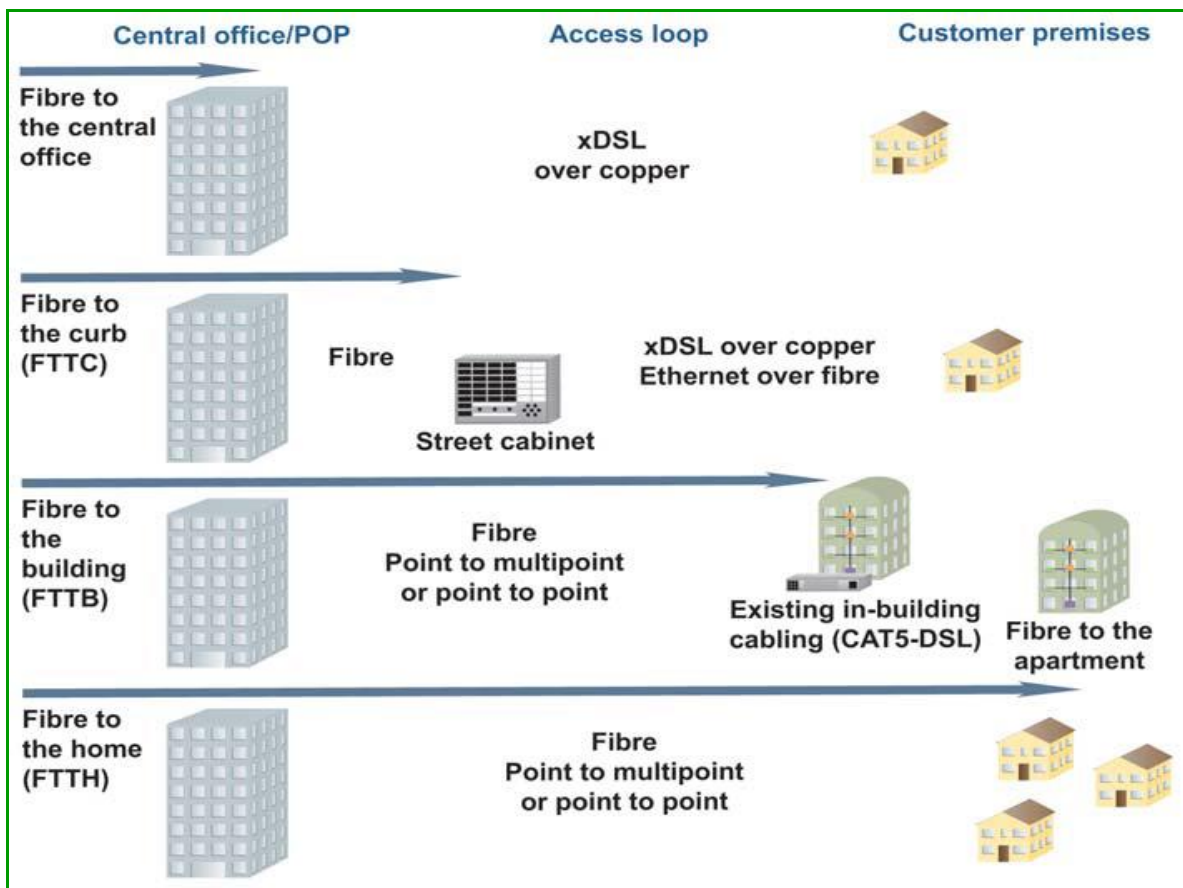 Central office/POP
Access loop
Customer premises
Fibre to
the central
office
xDSL
over copper
Fibre to
the curb
(FTTC)
Fibre
Street cabinet
xDSL over copper
Ethernet over fibre
Fibre to
the
building
(FTTB)
Fibre
Point to multipoint
or point to point
Existing in-building
cabling (CAT5-DSL)
Fibre to the
apartment
Fibre to
the home
(FTTH)
Fibre
Point to multipoint
or point to point